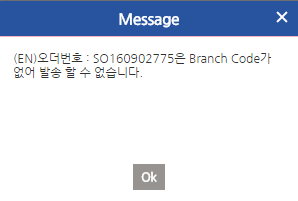 Message
(EN)오더번호 : SO160902775은 Branch Code가
없어 발송 할 수 없습니다.
Ok